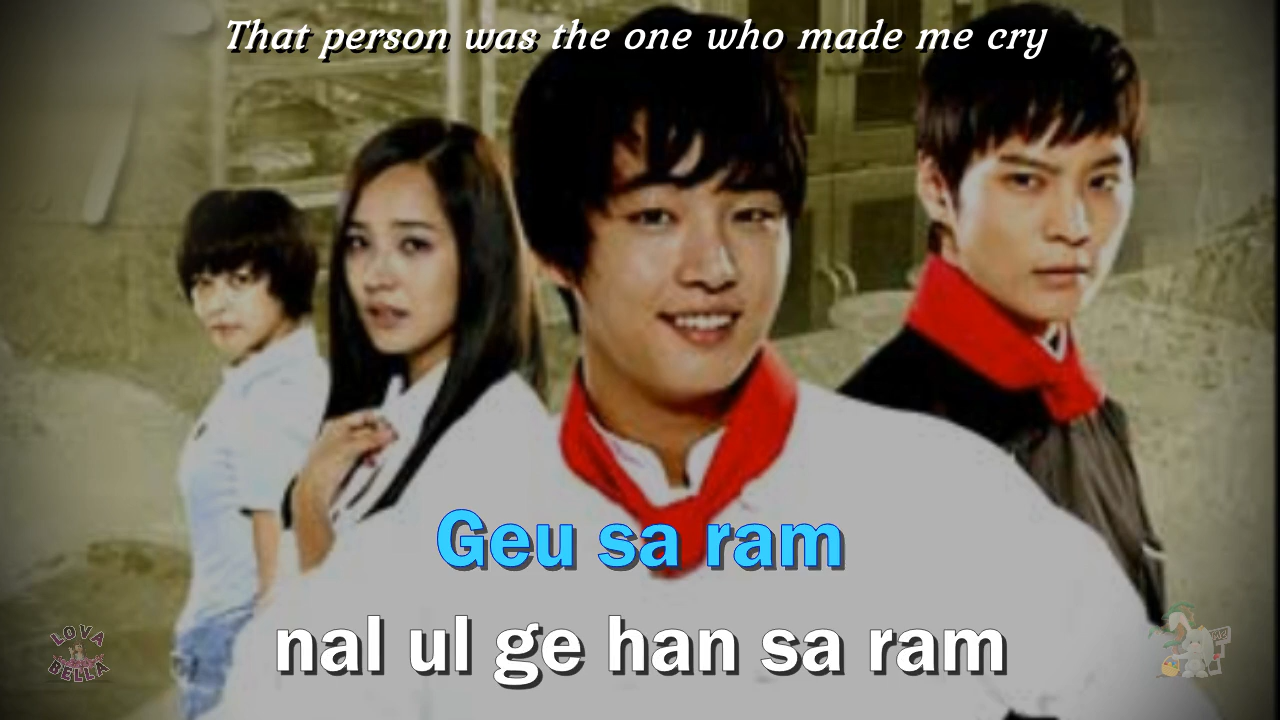 That person was the one who made me cry
Geu sa ram
nal ul ge han sa ram
LOVA
BELLA